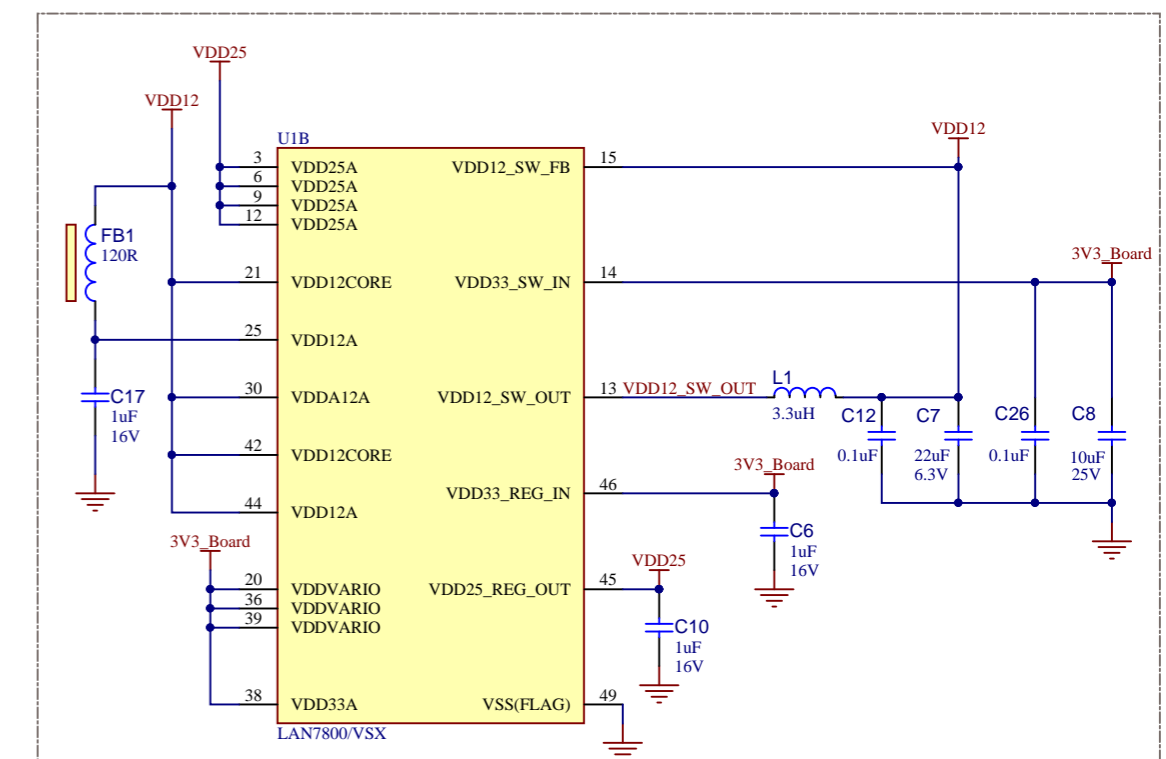 VDD25
VDD12
VDD12
U1B
3 VDD25A VDD12_SW_FB 15
6 VDD25A
9 VDD25A
12 VDD25A
FB1
120R
3V3_Board
21 VDD12CORE VDD33_SW_IN 14
25 VDD12A
C17
1uF
16V
30 VDDA12A VDD12_SW_OUT 13 VDD12_SW_OUT
L1
3.3uH
C12
0.1uF
C7
22uF
6.3V
C26
0.1uF
C8
10uF
25V
42 VDD12CORE
3V3_Board
VDD33_REG_IN 46
44 VDD12A
C6
1uF
16V
3V3_Board
VDD25
20 VDDVARIO VDD25_REG_OUT 45
36 VDDVARIO
39 VDDVARIO
C10
1uF
16V
38 VDD33A VSS(FLAG) 49
LAN7800/VSX